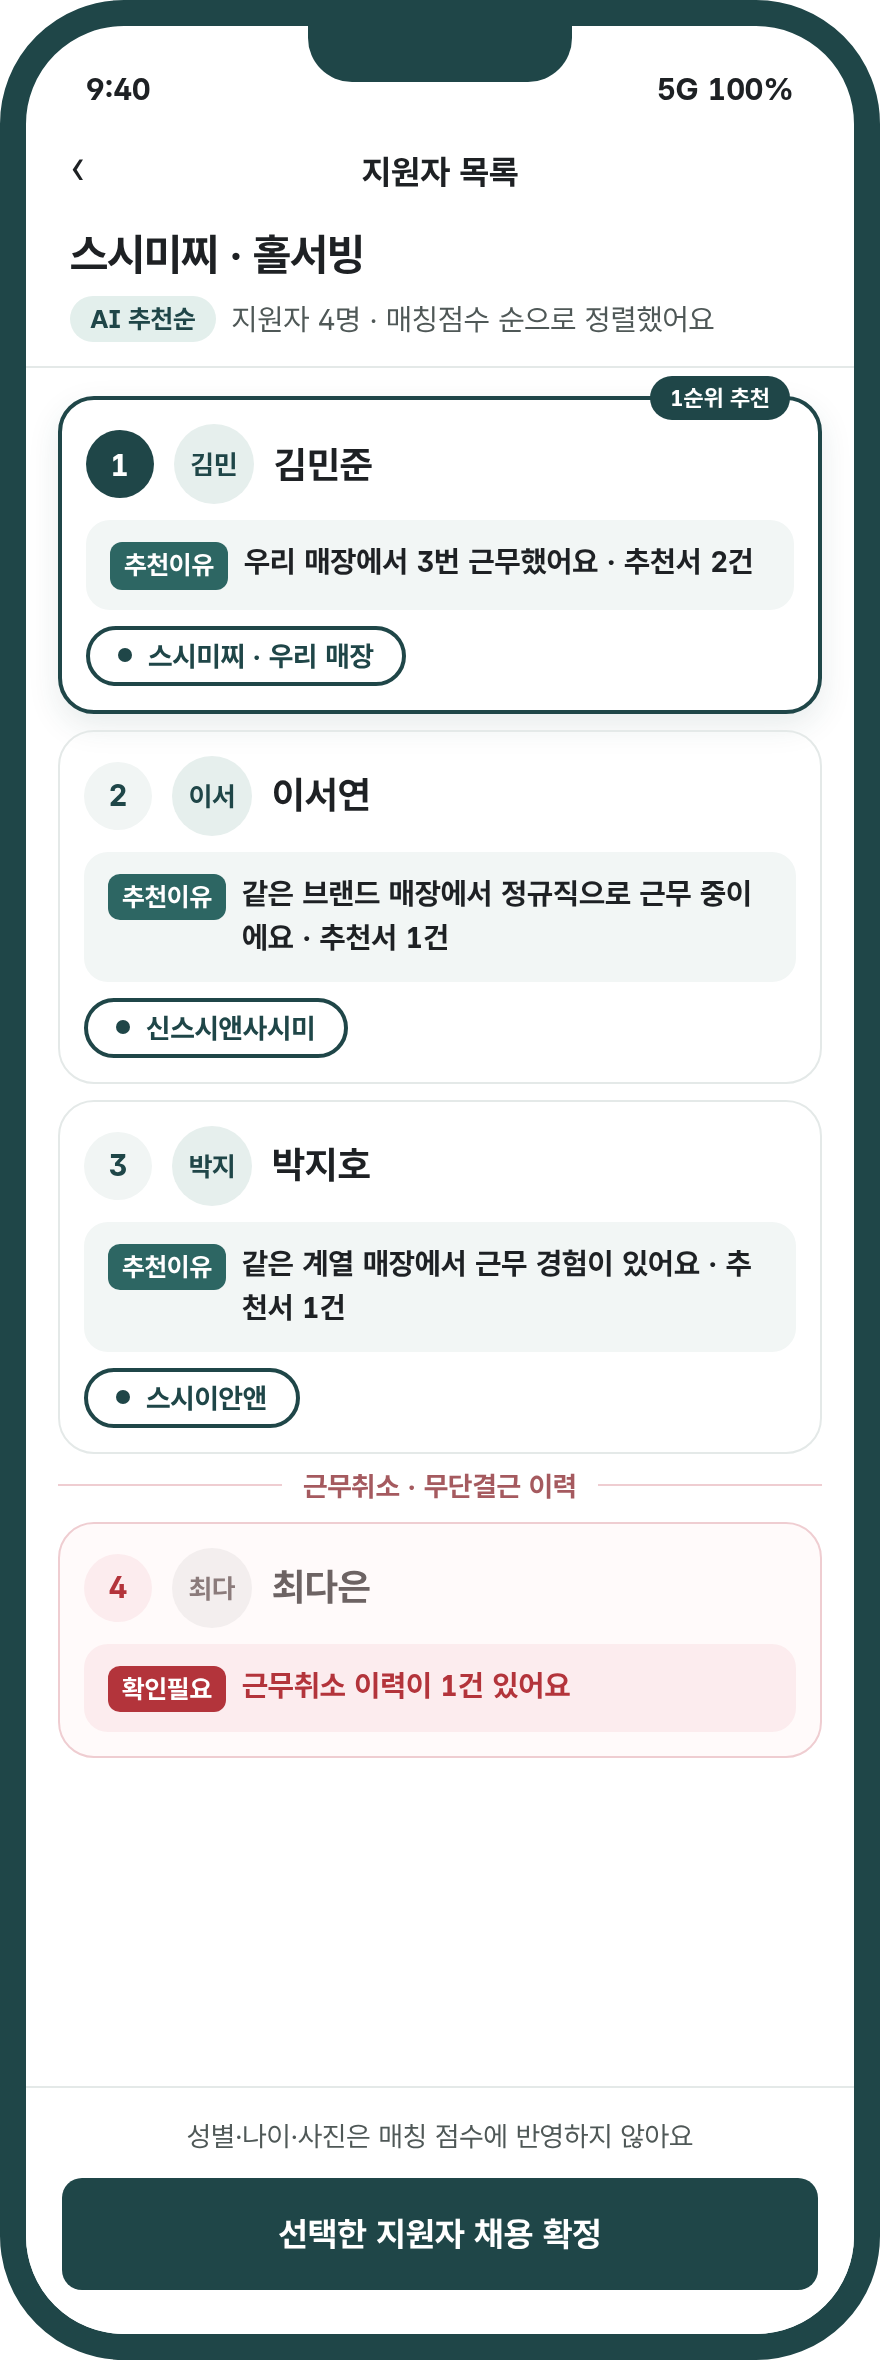 9:40
5G 100%
‹
지원자 목록
스시미찌 · 홀서빙
AI 추천순
지원자 4명 · 매칭점수 순으로 정렬했어요
1순위 추천
1
김민
김민준
추천이유
우리 매장에서 3번 근무했어요 · 추천서 2건
스시미찌 · 우리 매장
2
이서
이서연
추천이유
같은 브랜드 매장에서 정규직으로 근무 중이
에요 · 추천서 1건
신스시앤사시미
3
박지
박지호
추천이유
같은 계열 매장에서 근무 경험이 있어요 · 추
천서 1건
스시이안앤
근무취소 · 무단결근 이력
4
최다
최다은
확인필요
근무취소 이력이 1건 있어요
성별·나이·사진은 매칭 점수에 반영하지 않아요
선택한 지원자 채용 확정